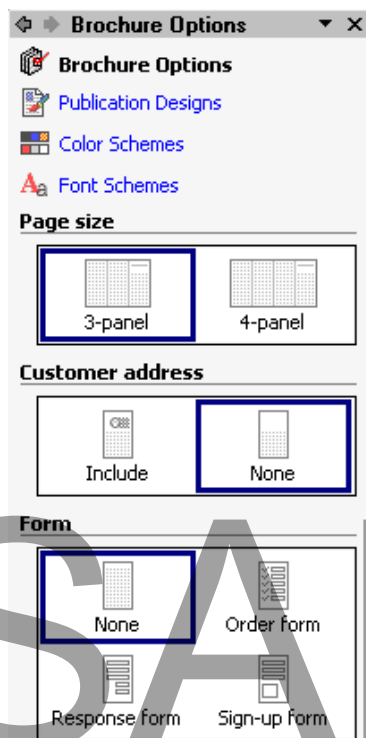 Brochure Options
Brochure Options
Publication Designs
Color Schemes
Font Schemes
Page size
3-panel
4-panel
Customer address
Include
None
Form
None
Order form
Response form
Sign-up form
SA